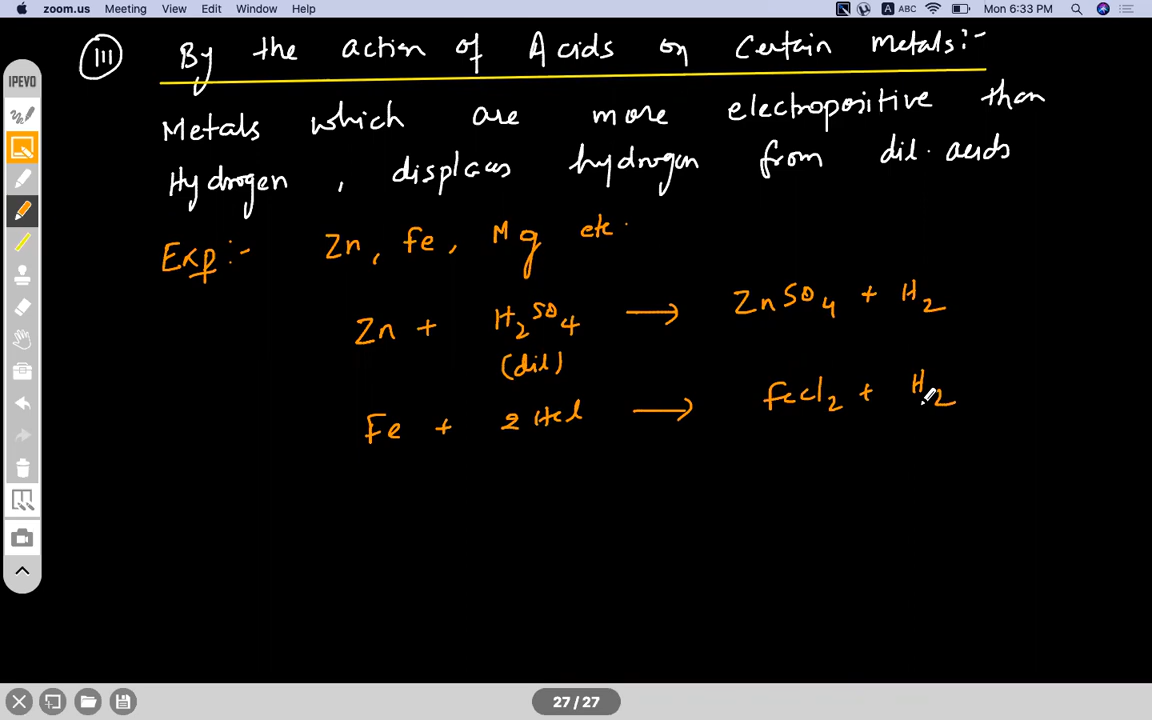 zoom.us Meeting View Edit Window Help A ABC Mon 6:33 PM
IPEVO
(III) By the action of Acids on Certain Metals:-
Metals which are more electropositive than
Hydrogen, displaces hydrogen from dil. acids
Exp:- Zn, Fe, Mg etc.
Zn + H₂SO₄ → ZnSO₄ + H₂
(dil)
Fe + 2HCl → FeCl₂ + H₂
27/27